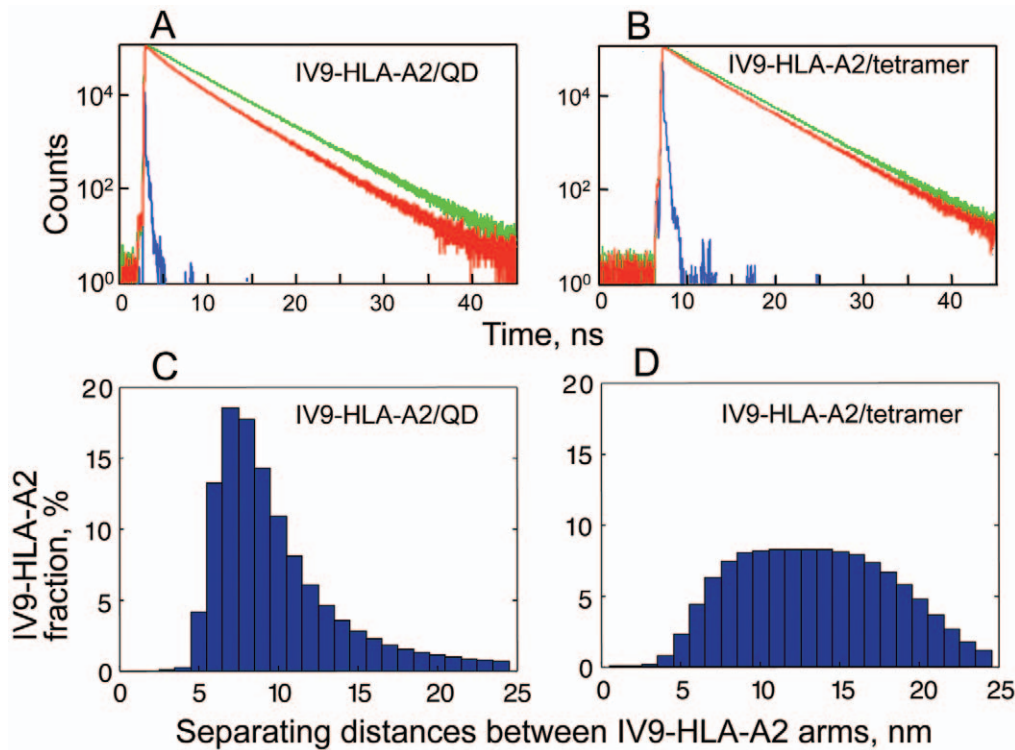 A
B
IV9-HLA-A2/QD
IV9-HLA-A2/tetramer
Counts
10⁴
10²
10⁰
0 10 20 30 40
10⁴
10²
10⁰
0 10 20 30 40
Time, ns
C
D
IV9-HLA-A2/QD
IV9-HLA-A2/tetramer
IV9-HLA-A2
fraction, %
20
15
10
5
0
0 5 10 15 20 25
20
15
10
5
0
0 5 10 15 20 25
Separating distances between IV9-HLA-A2 arms, nm